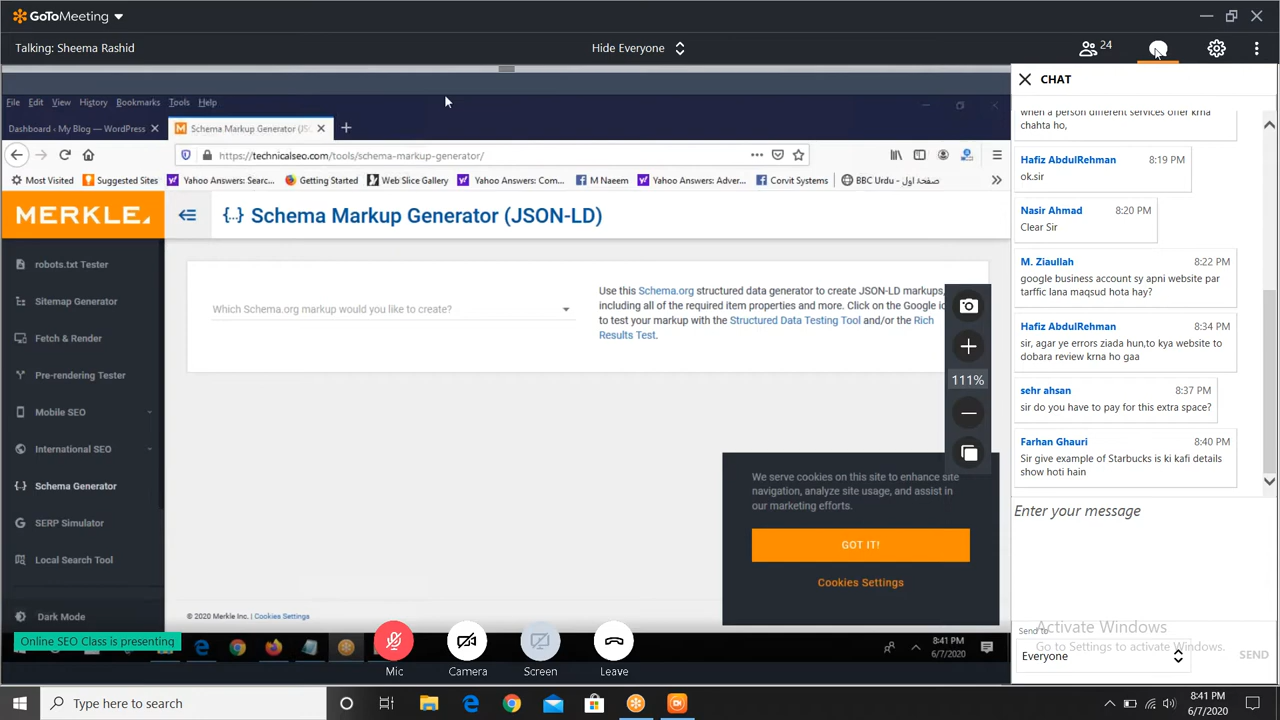 GoToMeeting
Talking: Sheema Rashid
Hide Everyone
24
File Edit View History Bookmarks Tools Help
Dashboard ‹ My Blog — WordPress
Schema Markup Generator (JSO
https://technicalseo.com/tools/schema-markup-generator/
Most Visited
Suggested Sites
Yahoo Answers: Searc...
Getting Started
Web Slice Gallery
Yahoo Answers: Com...
M Naeem
Yahoo Answers: Adver...
Corvit Systems
BBC Urdu - صفحۂ اول
MERKLE
{..} Schema Markup Generator (JSON-LD)
robots.txt Tester
Sitemap Generator
Fetch & Render
Pre-rendering Tester
Mobile SEO
International SEO
{·} Schema Generator
SERP Simulator
Local Search Tool
Dark Mode
Which Schema.org markup would you like to create?
Use this Schema.org structured data generator to create JSON-LD markups,
including all of the required item properties and more. Click on the Google ic
to test your markup with the Structured Data Testing Tool and/or the Rich
Results Test.
111%
We serve cookies on this site to enhance site
navigation, analyze site usage, and assist in
our marketing efforts.
GOT IT!
Cookies Settings
© 2020 Merkle Inc. | Cookies Settings
Online SEO Class is presenting
8:41 PM
6/7/2020
Mic
Camera
Screen
Leave
CHAT
when a person different services offer krna
chahta ho,
Hafiz AbdulRehman 8:19 PM
ok.sir
Nasir Ahmad 8:20 PM
Clear Sir
M. Ziaullah 8:22 PM
google business account sy apni website par
tarffic lana maqsud hota hay?
Hafiz AbdulRehman 8:34 PM
sir, agar ye errors ziada hun,to kya website to
dobara review krna ho gaa
sehr ahsan 8:37 PM
sir do you have to pay for this extra space?
Farhan Ghauri 8:40 PM
Sir give example of Starbucks is ki kafi details
show hoti hain
Enter your message
Activate Windows
Go to Settings to activate Windows.
Send to
Everyone
SEND
Type here to search
8:41 PM
6/7/2020